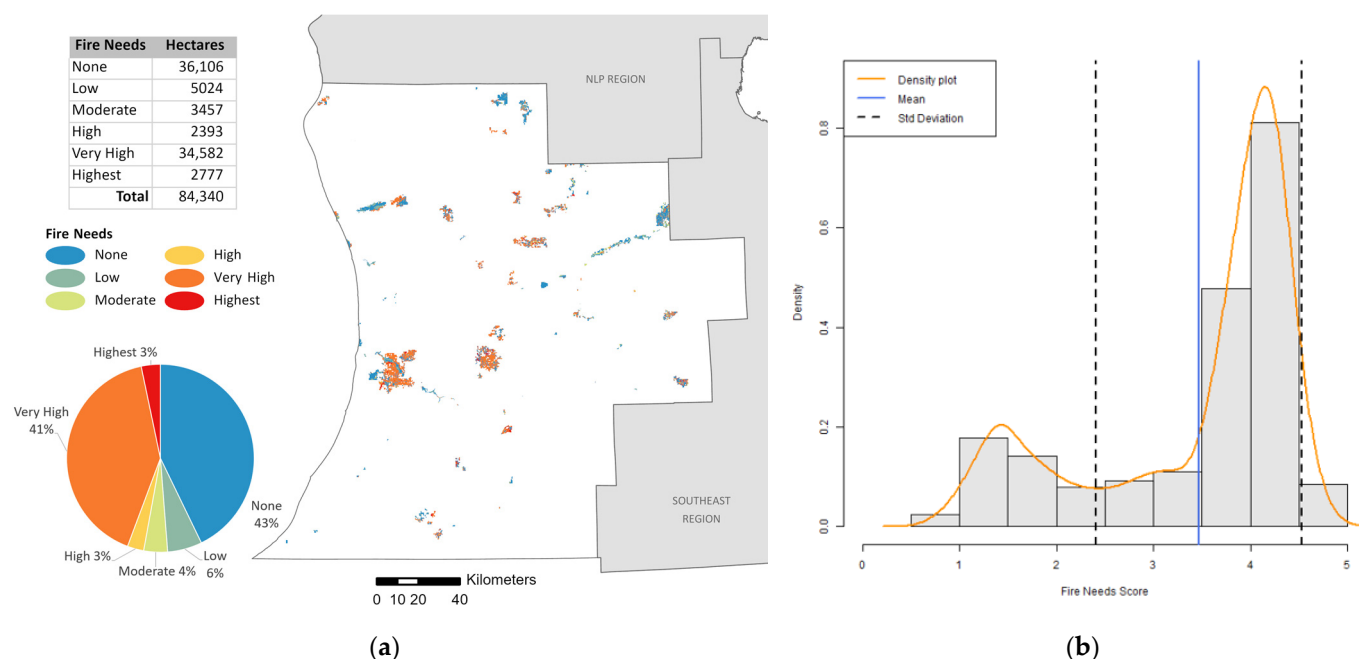 Fire Needs Hectares
None 36,106
Low 5024
Moderate 3457
High 2393
Very High 34,582
Highest 2777
Total 84,340
Fire Needs
None
High
Low
Very High
Moderate
Highest
Highest 3%
Very High
41%
None
43%
High 3%
Low
6%
Moderate 4%
NLP REGION
SOUTHEAST
REGION
Kilometers
0 10 20 40
(a)
Density plot
Mean
Std Deviation
Density
0.0
0.2
0.4
0.6
0.8
0 1 2 3 4 5
Fire Needs Score
(b)